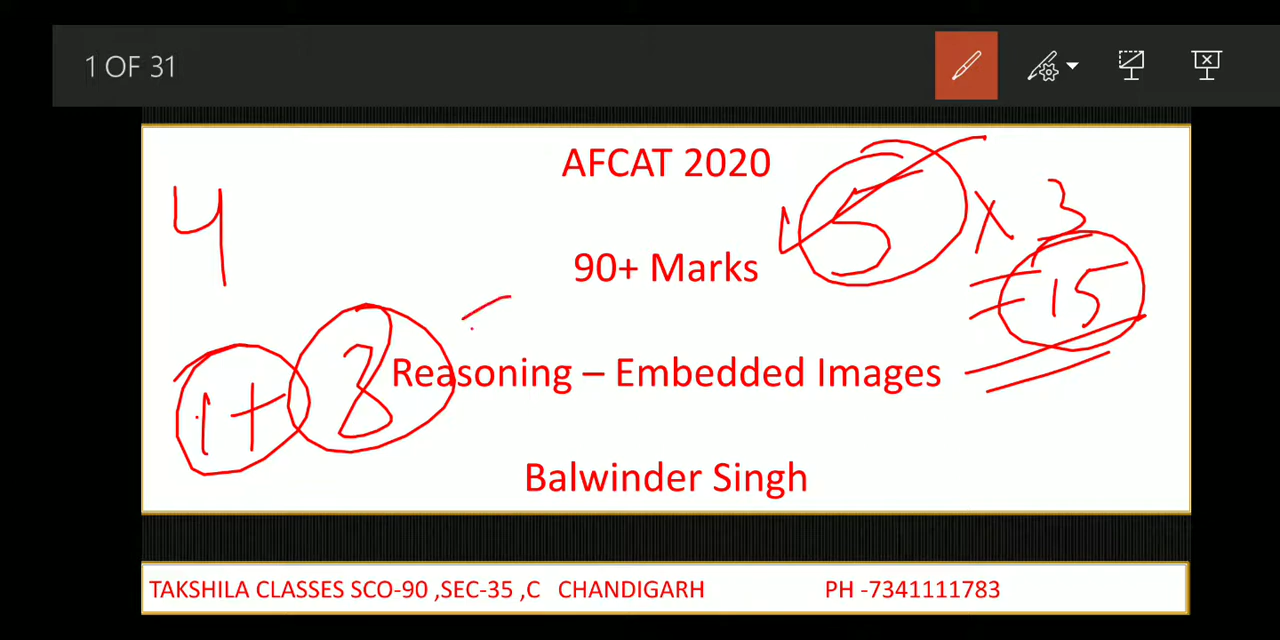 1 OF 31
AFCAT 2020
4
5 x 3
90+ Marks
= 15
1+ 8
Reasoning – Embedded Images
Balwinder Singh
TAKSHILA CLASSES SCO-90 ,SEC-35 ,C CHANDIGARH PH -7341111783